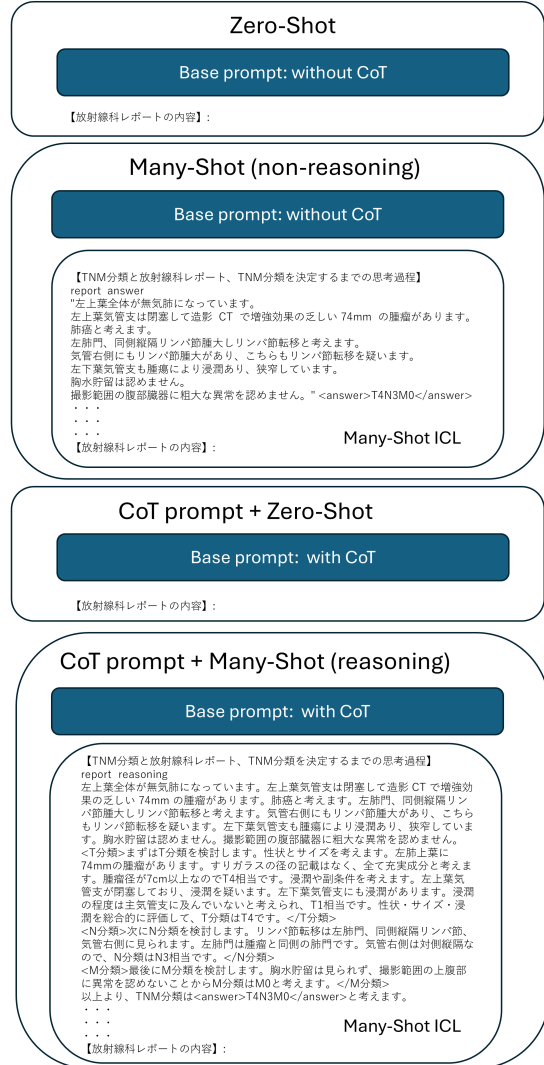 Zero-Shot
Base prompt: without CoT
【放射線科レポートの内容】:
Many-Shot (non-reasoning)
Base prompt: without CoT
【TNM分類と放射線科レポート、TNM分類を決定するまでの思考過程】
report answer
"左上葉全体が無気肺になっています。
左上葉気管支は閉塞して造影 CT で増強効果の乏しい 74mm の腫瘤があります。
肺癌と考えます。
左肺門、同側縦隔リンパ節腫大しリンパ節転移と考えます。
気管右側にもリンパ節腫大があり、こちらもリンパ節転移を疑います。
左下葉気管支も腫瘍により浸潤あり、狭窄しています。
胸水貯留は認めません。
撮影範囲の腹部臓器に粗大な異常を認めません。" <answer>T4N3M0</answer>
・・・
・・・
・・・
【放射線科レポートの内容】:
Many-Shot ICL
CoT prompt + Zero-Shot
Base prompt: with CoT
【放射線科レポートの内容】:
CoT prompt + Many-Shot (reasoning)
Base prompt: with CoT
【TNM分類と放射線科レポート、TNM分類を決定するまでの思考過程】
report reasoning
左上葉全体が無気肺になっています。左上葉気管支は閉塞して造影 CT で増強効
果の乏しい 74mm の腫瘤があります。肺癌と考えます。左肺門、同側縦隔リン
パ節腫大しリンパ節転移と考えます。気管右側にもリンパ節腫大があり、こちら
もリンパ節転移を疑います。左下葉気管支も腫瘍により浸潤あり、狭窄していま
す。胸水貯留は認めません。撮影範囲の腹部臓器に粗大な異常を認めません。
<T分類>まずはT分類を検討します。性状とサイズを考えます。左肺上葉に
74mmの腫瘤があります。すりガラスの径の記載はなく、全て充実成分と考えま
す。腫瘤径が7cm以上なのでT4相当です。浸潤や副条件を考えます。左上葉気
管支が閉塞しており、浸潤を疑います。左下葉気管支にも浸潤があります。浸潤
の程度は主気管支に及んでいないと考えられ、T1相当です。性状・サイズ・浸
潤を総合的に評価して、T分類はT4です。</T分類>
<N分類>次にN分類を検討します。リンパ節転移は左肺門、同側縦隔リンパ節、
気管右側に見られます。左肺門は腫瘤と同側の肺門です。気管右側は対側縦隔な
ので、N分類はN3相当です。</N分類>
<M分類>最後にM分類を検討します。胸水貯留は見られず、撮影範囲の上腹部
に異常を認めないことからM分類はM0と考えます。</M分類>
以上より、TNM分類は<answer>T4N3M0</answer>と考えます。
・・・
・・・
・・・
【放射線科レポートの内容】:
Many-Shot ICL